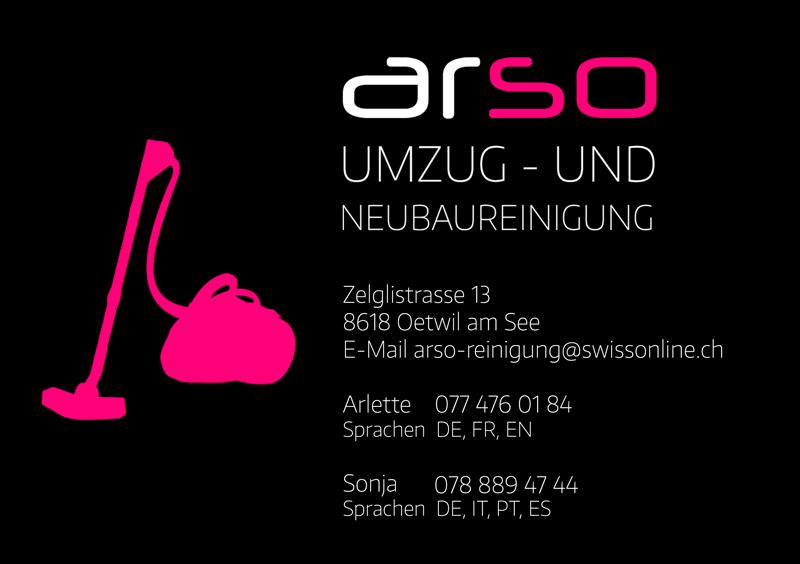 arso
UMZUG - UND
NEUBAUREINIGUNG
Zelglistrasse 13
8618 Oetwil am See
E-Mail arso-reinigung@swissonline.ch
Arlette 077 476 01 84
Sprachen DE, FR, EN
Sonja 078 889 47 44
Sprachen DE, IT, PT, ES